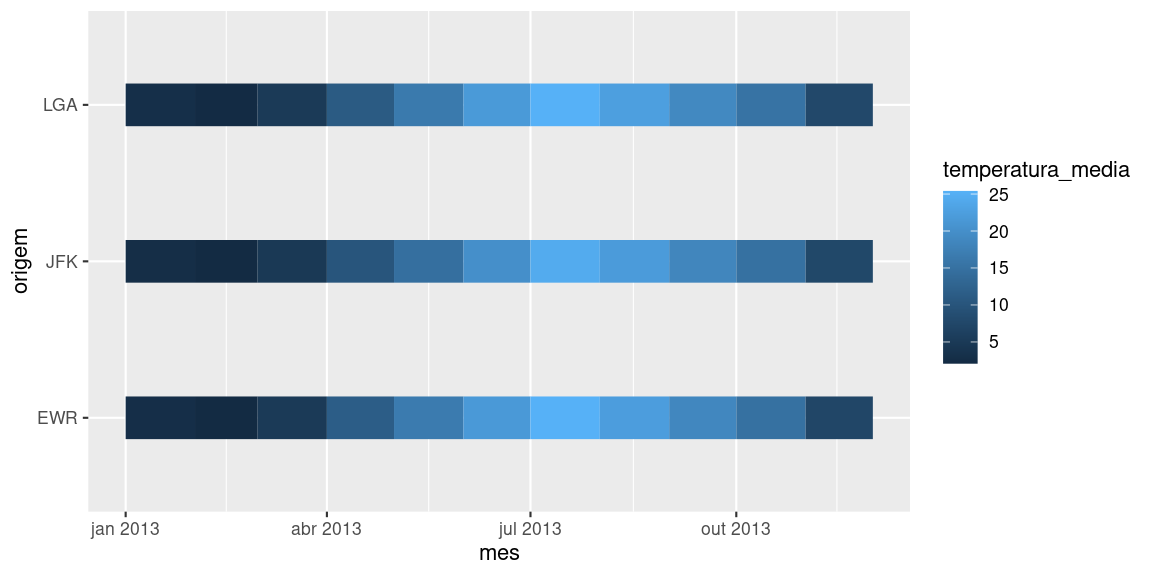 LGA
JFK
EWR
origem
jan 2013
abr 2013
jul 2013
out 2013
mes
temperatura_media
25
20
15
10
5